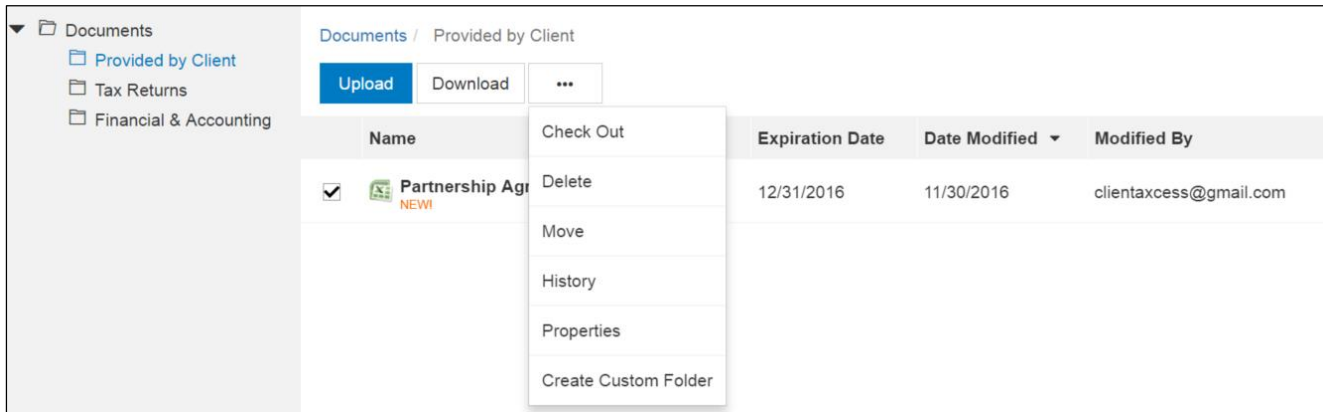 Documents
Provided by Client
Tax Returns
Financial & Accounting
Documents / Provided by Client
Upload Download •••
Name Expiration Date Date Modified Modified By
Partnership Agr 12/31/2016 11/30/2016 clientaxcess@gmail.com
NEW!
Check Out
Delete
Move
History
Properties
Create Custom Folder